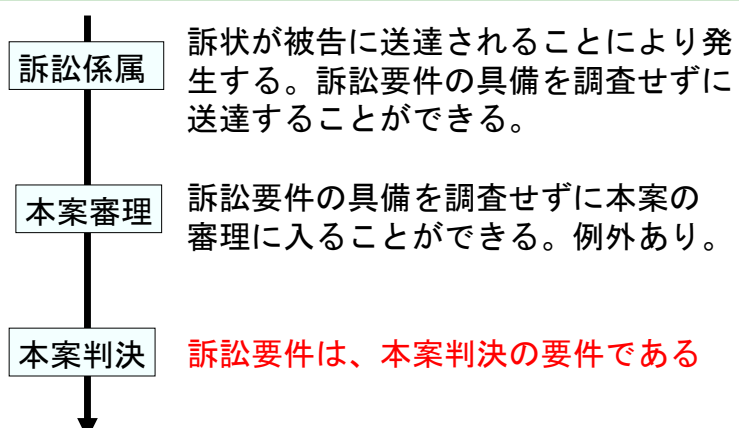 訴訟係属
訴状が被告に送達されることにより発
生する。訴訟要件の具備を調査せずに
送達することができる。
本案審理
訴訟要件の具備を調査せずに本案の
審理に入ることができる。例外あり。
本案判決
訴訟要件は、本案判決の要件である